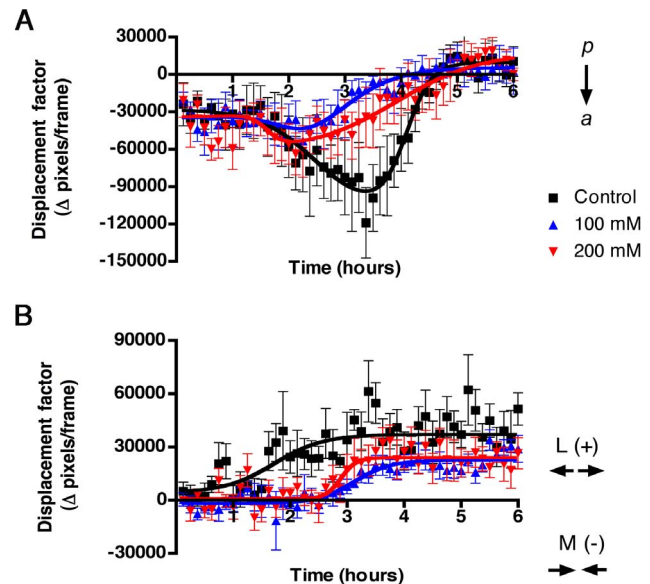 A
30000
0
-30000
-60000
-90000
-120000
-150000
1 2 3 4 5 6
Displacement factor
(Δ pixels/frame)
Time (hours)
p
a
Control
100 mM
200 mM
B
90000
60000
30000
0
-30000
1 2 3 4 5 6
Displacement factor
(Δ pixels/frame)
Time (hours)
L (+)
M (-)